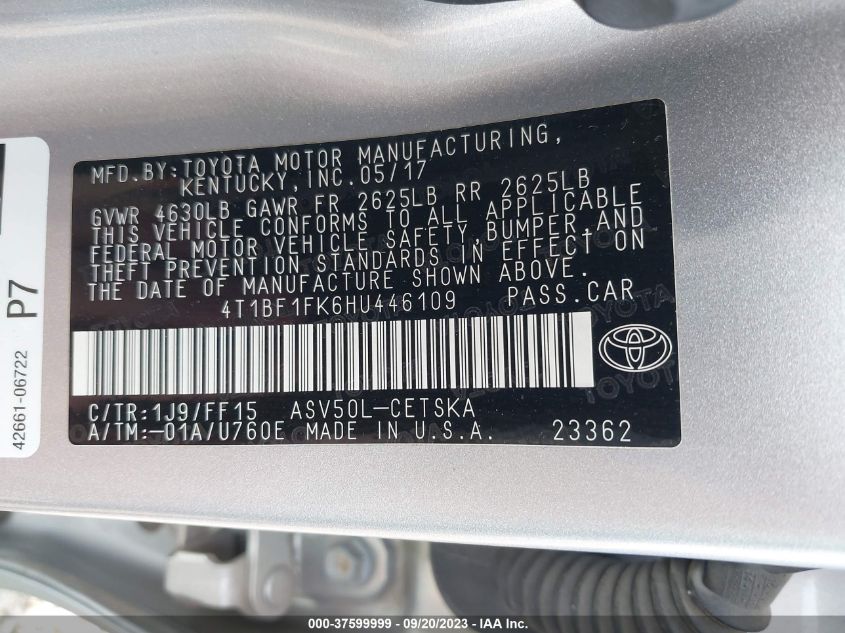 MFD.BY:TOYOTA MOTOR MANUFACTURING,
KENTUCKY,INC.05/17
GVWR 4630LB GAWR FR 2625LB RR 2625LB
THIS VEHICLE CONFORMS TO ALL APPLICABLE
FEDERAL MOTOR VEHICLE SAFETY,BUMPER,AND
THEFT PREVENTION STANDARDS IN EFFECT ON
THE DATE OF MANUFACTURE SHOWN ABOVE.
4T1BF1FK6HU446109 PASS.CAR
C/TR:1J9/FF15 ASV50L-CETSKA
A/TM:-01A/U760E MADE IN U.S.A. 23362
P7
42661-06722
000-37599999 - 09/20/2023 - IAA Inc.